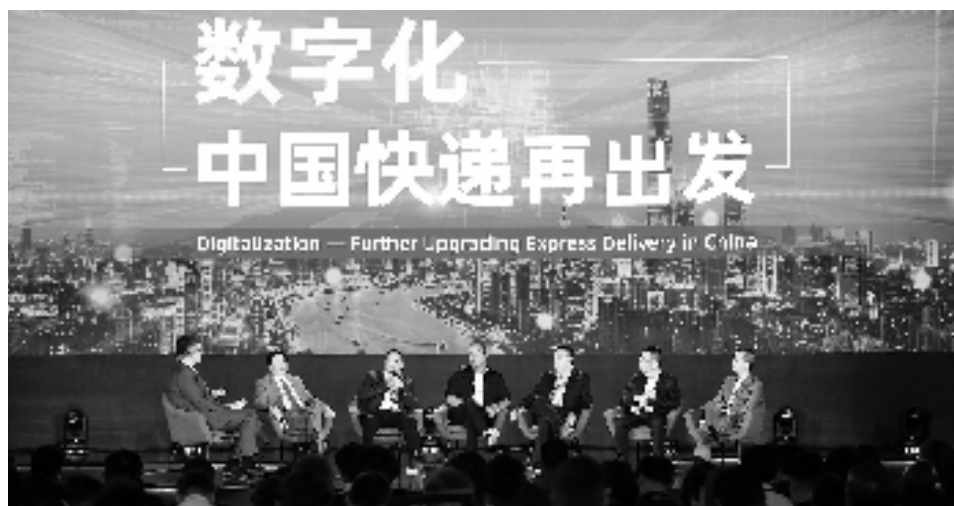 数字化
中国快递再出发
Digitalization — Further Upgrading Express Delivery in China